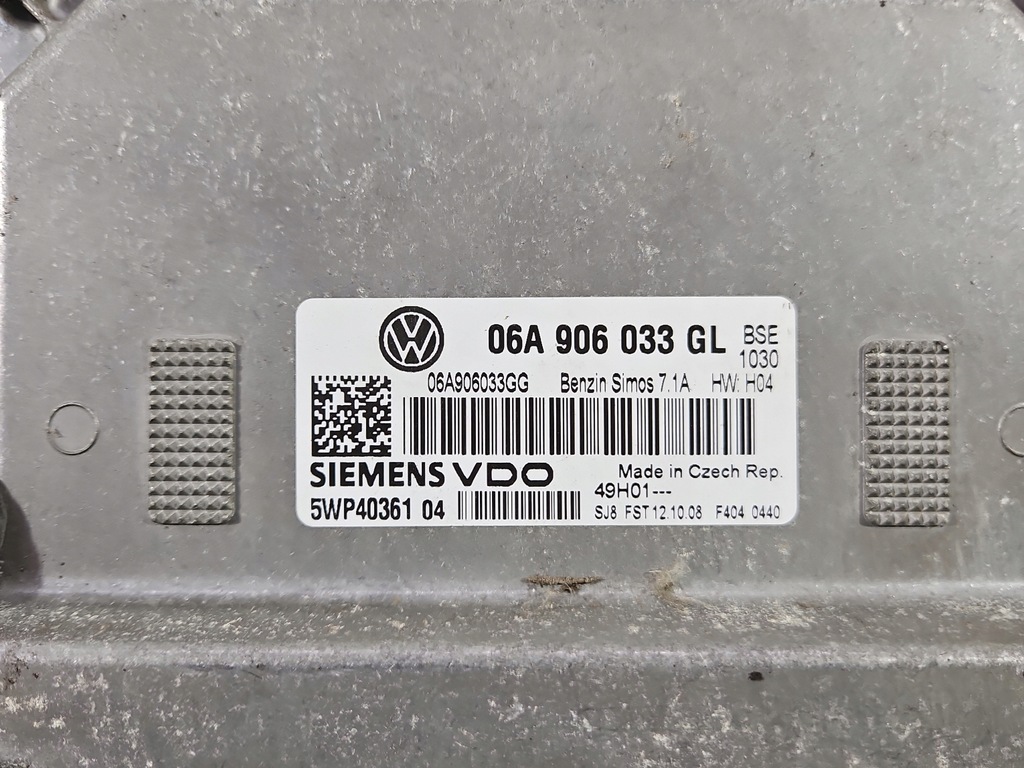 06A 906 033 GL BSE
1030
06A906033GG Benzin Simos 7.1A HW: H04
SIEMENS VDO Made in Czech Rep.
49H01---
5WP40361 04 SJ8 FST 12.10.08 F404 0440